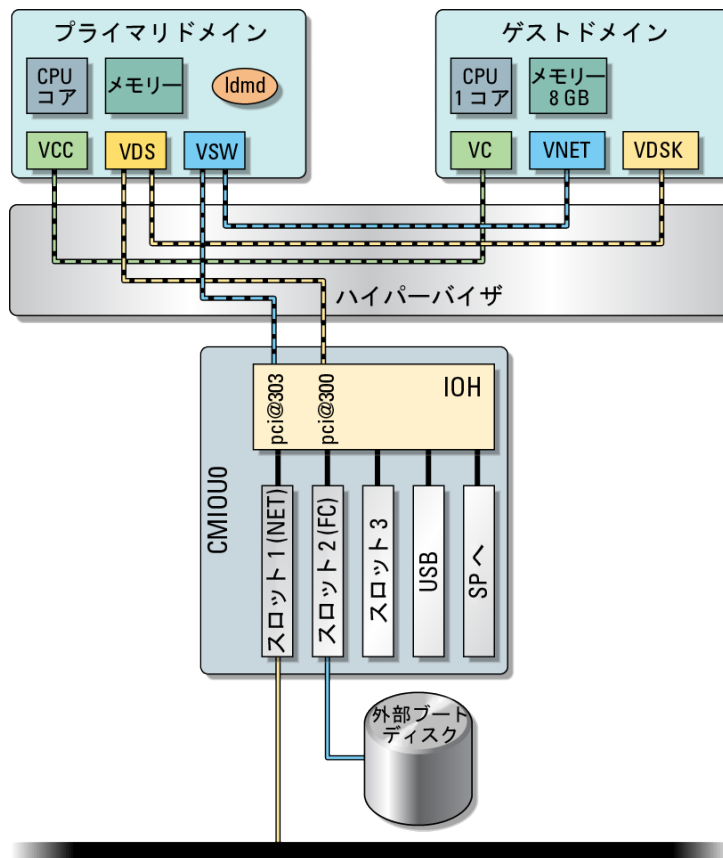 プライマリドメイン
CPU
コア
メモリー
ldmd
VCC
VDS
VSW
ゲストドメイン
CPU
1 コア
メモリー
8 GB
VC
VNET
VDSK
ハイパーバイザ
CMIOU0
pci@303
pci@300
IOH
スロット 1 (NET)
スロット 2 (FC)
スロット 3
USB
SP へ
外部ブート
ディスク